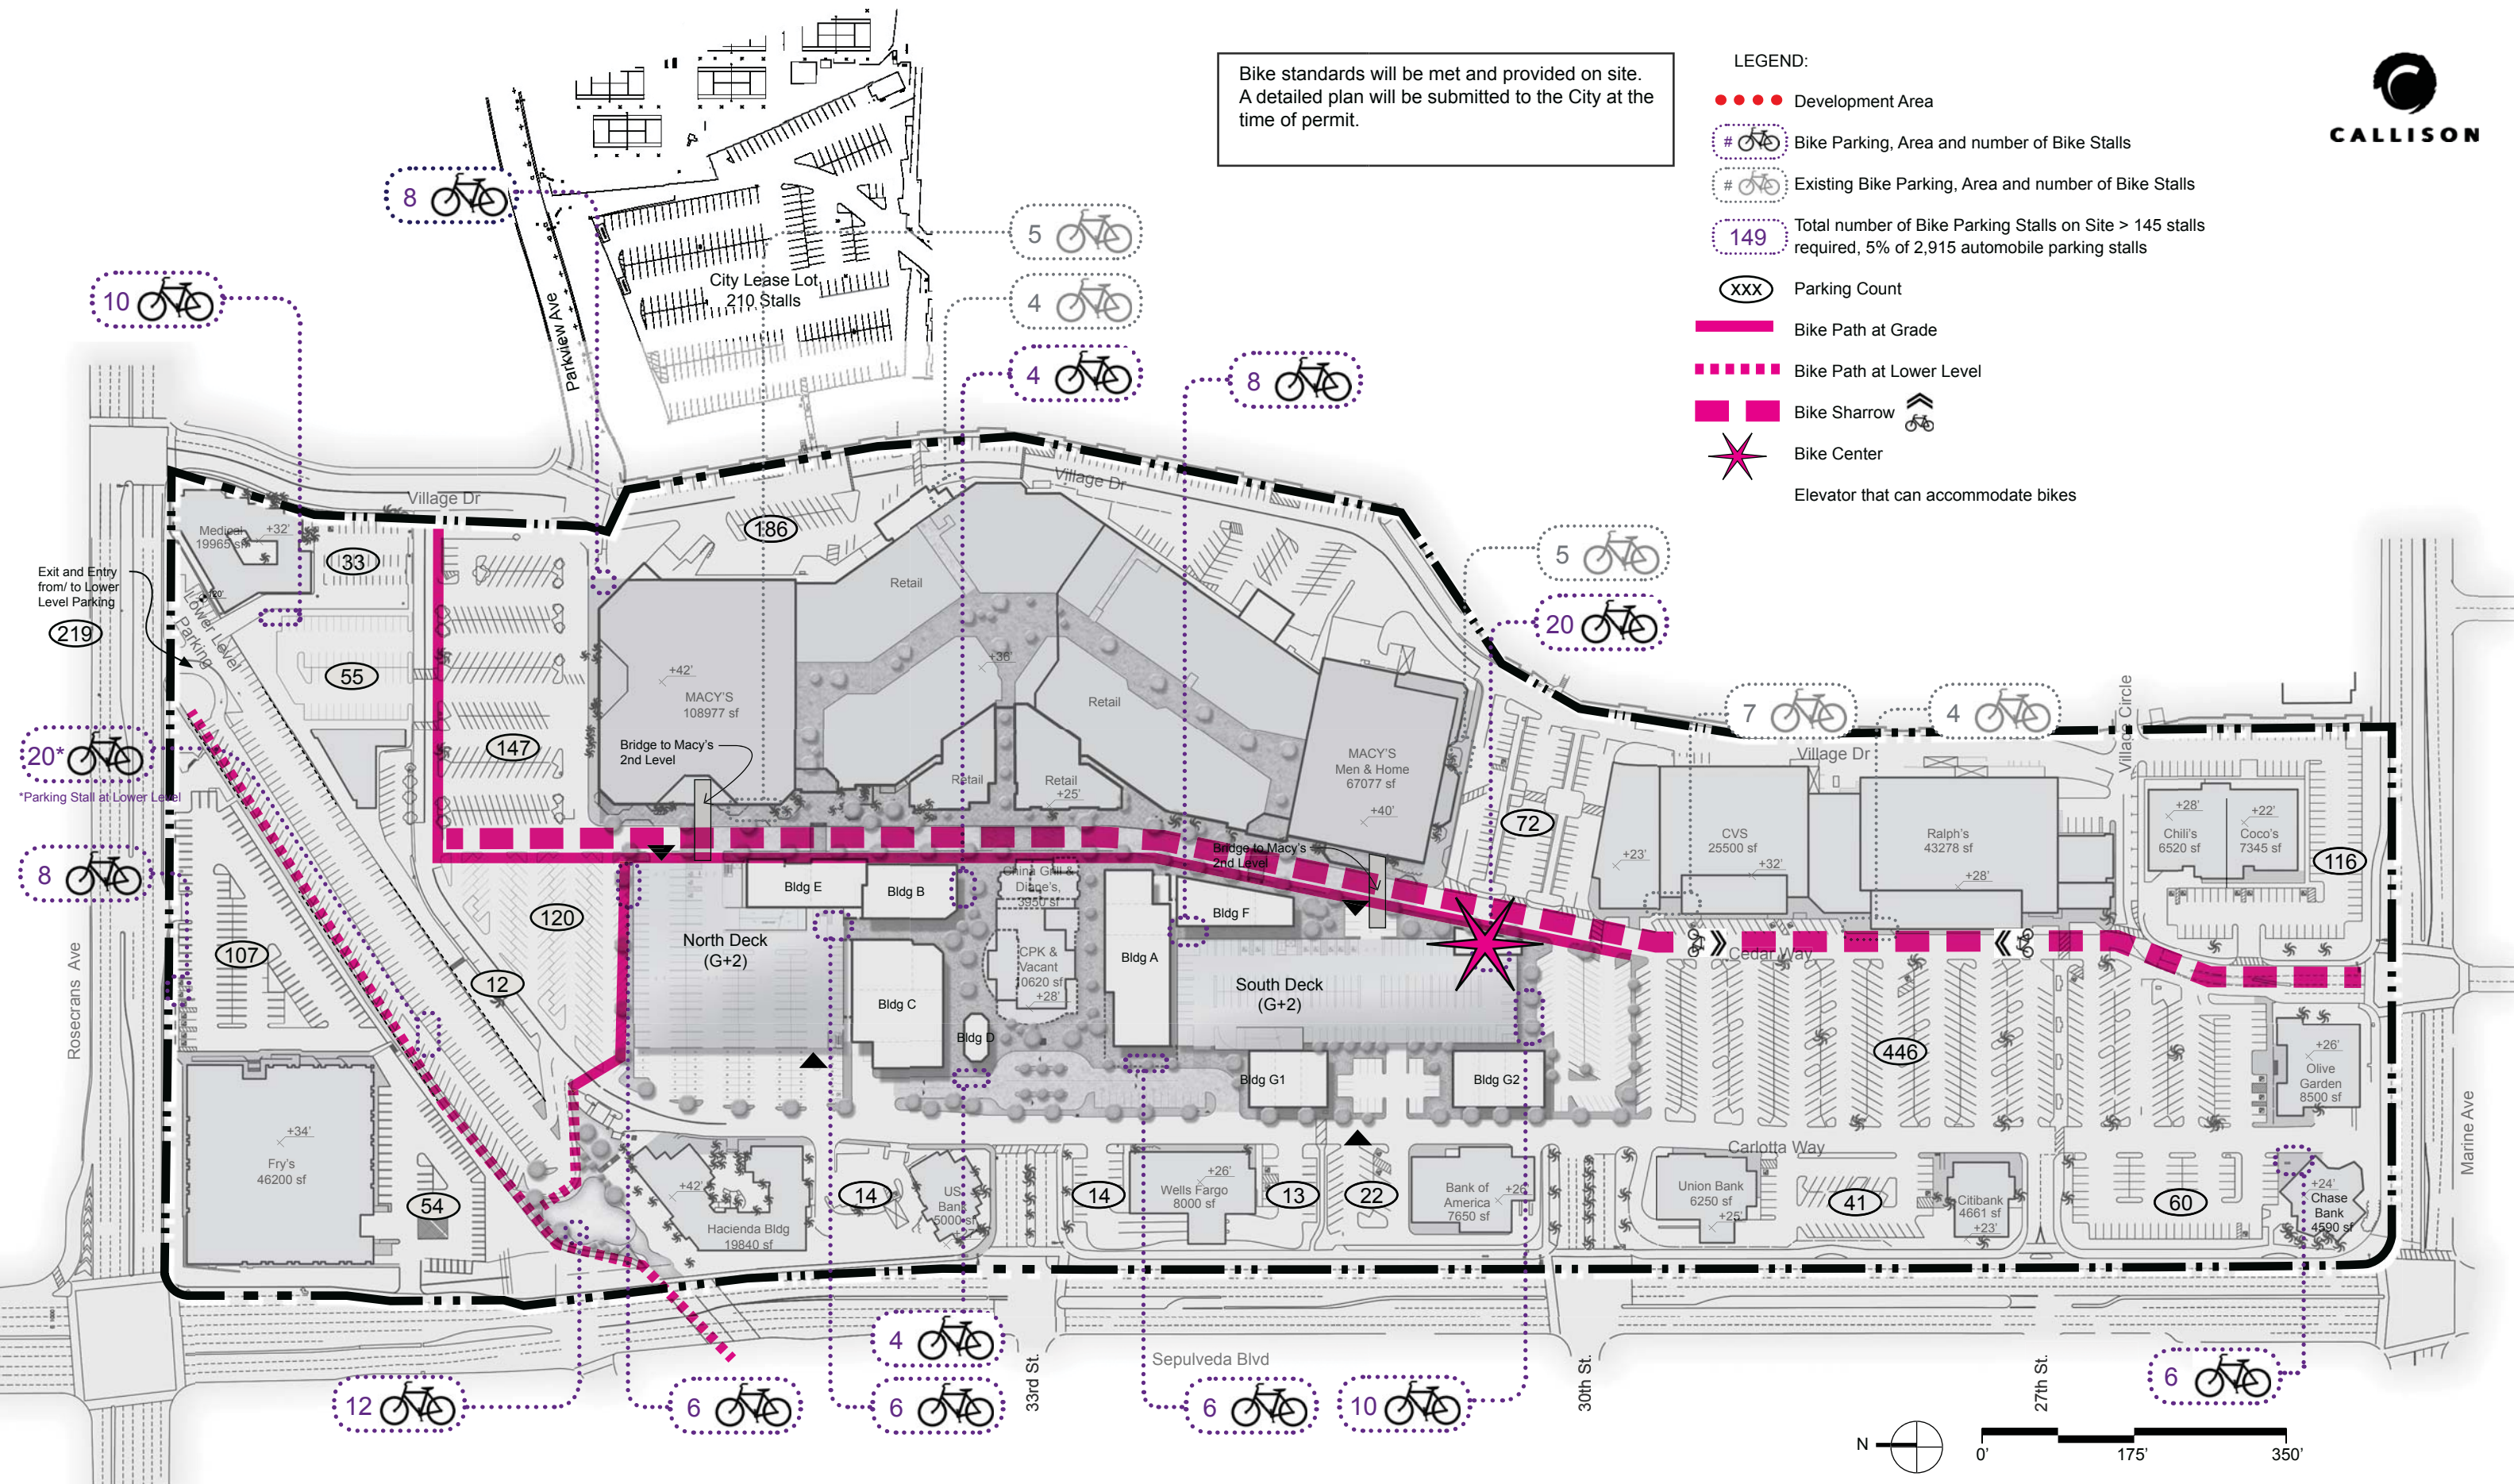 Bike standards will be met and provided on site.
A detailed plan will be submitted to the City at the
time of permit.
LEGEND:
Development Area
# Bike Parking, Area and number of Bike Stalls
# Existing Bike Parking, Area and number of Bike Stalls
149 Total number of Bike Parking Stalls on Site > 145 stalls
required, 5% of 2,915 automobile parking stalls
XXX Parking Count
Bike Path at Grade
Bike Path at Lower Level
Bike Sharrow
Bike Center
Elevator that can accommodate bikes
CALLISON
8
5
4
4
8
10
City Lease Lot
210 Stalls
Parkview Ave
Village Dr
Village Dr
Medical
19965 sf
+32'
33
186
Exit and Entry
from/ to Lower
Level Parking
219
Lower Level
Parking
55
147
Retail
+36'
Retail
+42'
MACY'S
108977 sf
Bridge to Macy's
2nd Level
Retail
Retail
+25'
5
20
MACY'S
Men & Home
67077 sf
+40'
72
7
4
Village Dr
Village Circle
20*
*Parking Stall at Lower Level
8
+23'
CVS
25500 sf
+32'
Ralph's
43278 sf
+28'
+28'
Chili's
6520 sf
+22'
Coco's
7345 sf
116
Bridge to Macy's
2nd Level
Bldg E
Bldg B
China Grill &
Diane's,
3950 sf
Bldg F
120
North Deck
(G+2)
107
12
Bldg C
CPK &
Vacant
10620 sf
+28'
Bldg A
Bldg D
South Deck
(G+2)
Cedar Way
446
Bldg G1
Bldg G2
+26'
Olive
Garden
8500 sf
Rosecrans Ave
Marine Ave
Carlotta Way
+34'
Fry's
46200 sf
54
+42'
Hacienda Bldg
19840 sf
14
US
Bank
5000 sf
14
+26'
Wells Fargo
8000 sf
13
22
Bank of
America
7650 sf
Union Bank
6250 sf
+25'
41
Citibank
4661 sf
+23'
60
+24'
Chase
Bank
4590 sf
4
Sepulveda Blvd
33rd St.
30th St.
27th St.
12
6
6
6
10
6
N
0'
175'
350'